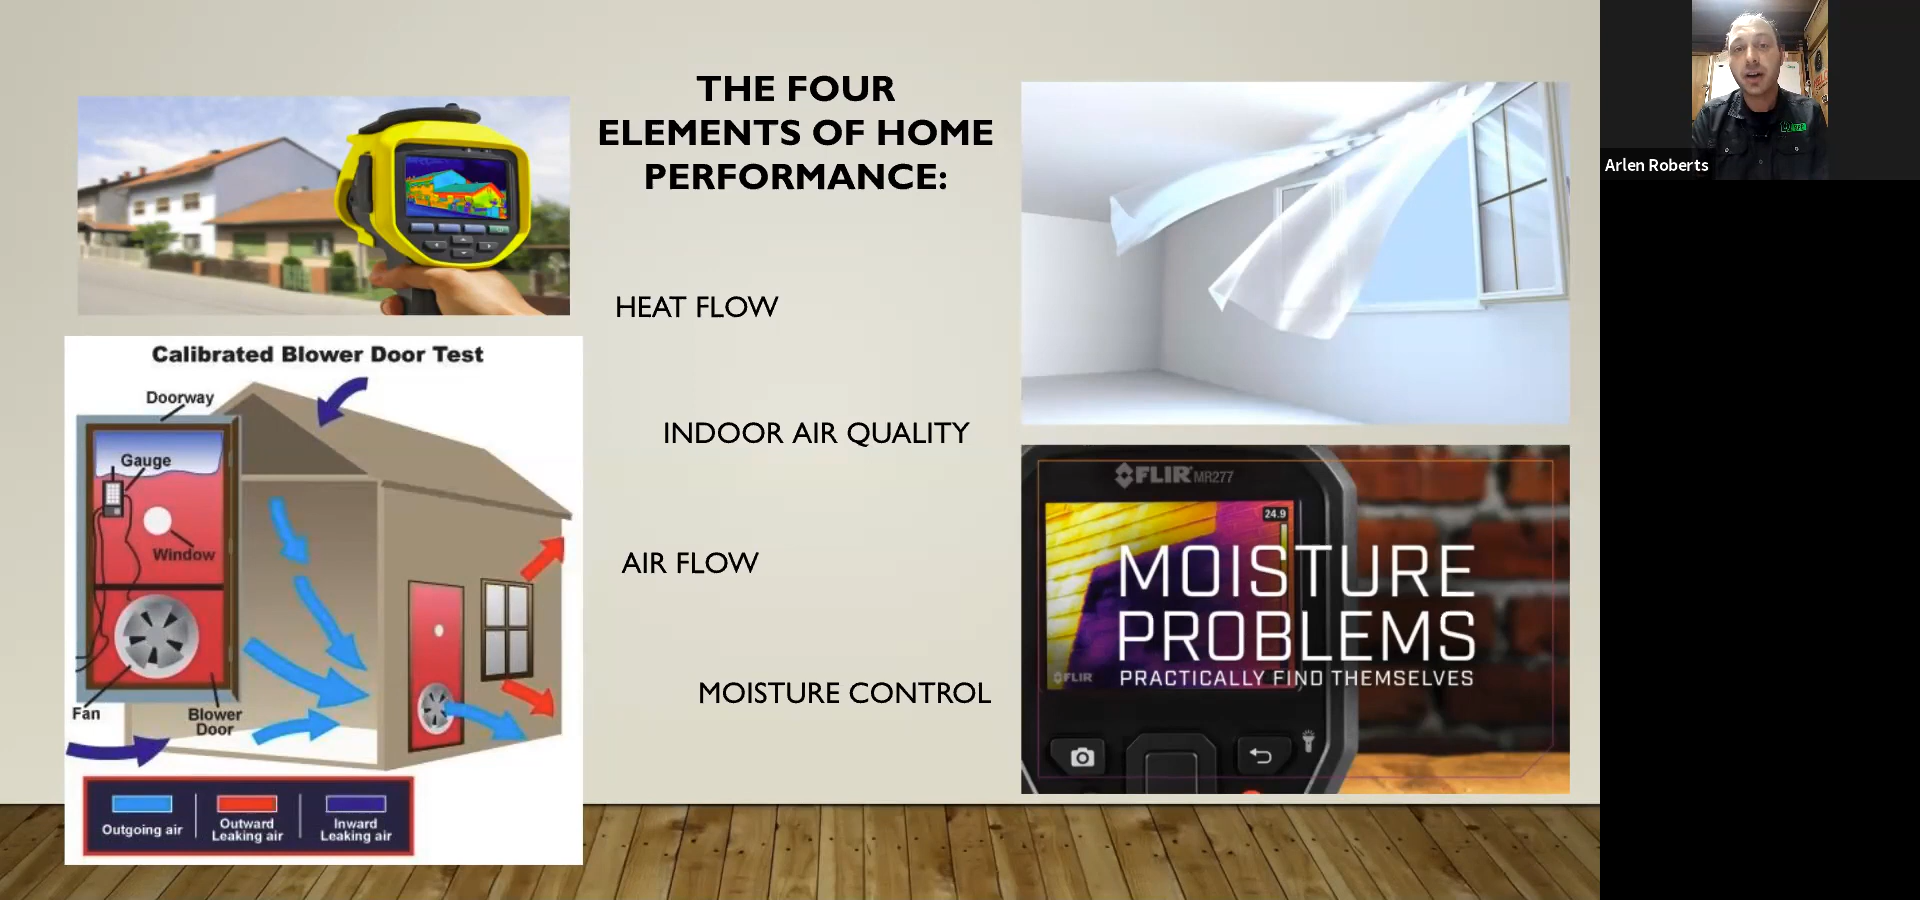 THE FOUR
ELEMENTS OF HOME
PERFORMANCE:
HEAT FLOW
INDOOR AIR QUALITY
AIR FLOW
MOISTURE CONTROL
Calibrated Blower Door Test
Doorway
Gauge
Window
Fan
Blower
Door
Outgoing air
Outward
Leaking air
Inward
Leaking air
FLIR MR277
24.9
MOISTURE
PROBLEMS
PRACTICALLY FIND THEMSELVES
FLIR
Arlen Roberts